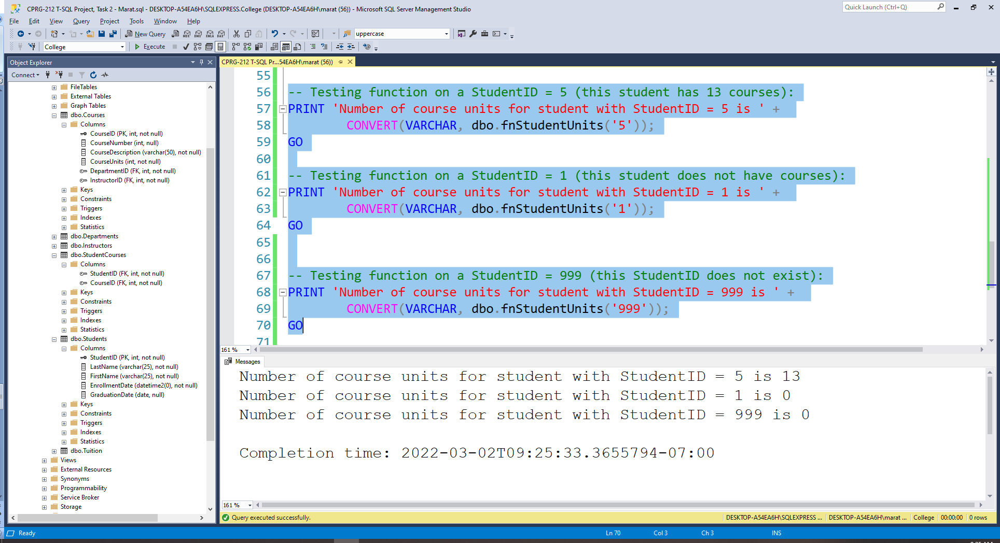 CPRG-212 T-SQL Project, Task 2 - Marat.sql - DESKTOP-A54EA6H\SQLEXPRESS.College (DESKTOP-A54EA6H\marat (56)) - Microsoft SQL Server Management Studio
Quick Launch (Ctrl+Q)
File Edit View Query Project Tools Window Help
New Query
MDX DMX XMLA DAX
uppercase
College
Execute
Object Explorer
Connect
FileTables
External Tables
Graph Tables
dbo.Courses
Columns
CourseID (PK, int, not null)
CourseNumber (int, null)
CourseDescription (varchar(50), not null)
CourseUnits (int, not null)
DepartmentID (FK, int, not null)
InstructorID (FK, int, not null)
Keys
Constraints
Triggers
Indexes
Statistics
dbo.Departments
dbo.Instructors
dbo.StudentCourses
Columns
StudentID (FK, int, not null)
CourseID (FK, int, not null)
Keys
Constraints
Triggers
Indexes
Statistics
dbo.Students
Columns
StudentID (PK, int, not null)
LastName (varchar(25), not null)
FirstName (varchar(25), not null)
EnrollmentDate (datetime2(0), not null)
GraduationDate (date, null)
Keys
Constraints
Triggers
Indexes
Statistics
dbo.Tuition
Views
External Resources
Synonyms
Programmability
Service Broker
Storage
CPRG-212 T-SQL Pr...54EA6H\marat (56))
55
56 -- Testing function on a StudentID = 5 (this student has 13 courses):
57 PRINT 'Number of course units for student with StudentID = 5 is ' +
58 CONVERT(VARCHAR, dbo.fnStudentUnits('5'));
59 GO
60
61 -- Testing function on a StudentID = 1 (this student does not have courses):
62 PRINT 'Number of course units for student with StudentID = 1 is ' +
63 CONVERT(VARCHAR, dbo.fnStudentUnits('1'));
64 GO
65
66
67 -- Testing function on a StudentID = 999 (this StudentID does not exist):
68 PRINT 'Number of course units for student with StudentID = 999 is ' +
69 CONVERT(VARCHAR, dbo.fnStudentUnits('999'));
70 GO
71
161 %
Messages
Number of course units for student with StudentID = 5 is 13
Number of course units for student with StudentID = 1 is 0
Number of course units for student with StudentID = 999 is 0
Completion time: 2022-03-02T09:25:33.3655794-07:00
161 %
Query executed successfully.
DESKTOP-A54EA6H\SQLEXPRESS ... DESKTOP-A54EA6H\marat ... College 00:00:00 0 rows
Ready
Ln 70 Col 3 Ch 3 INS